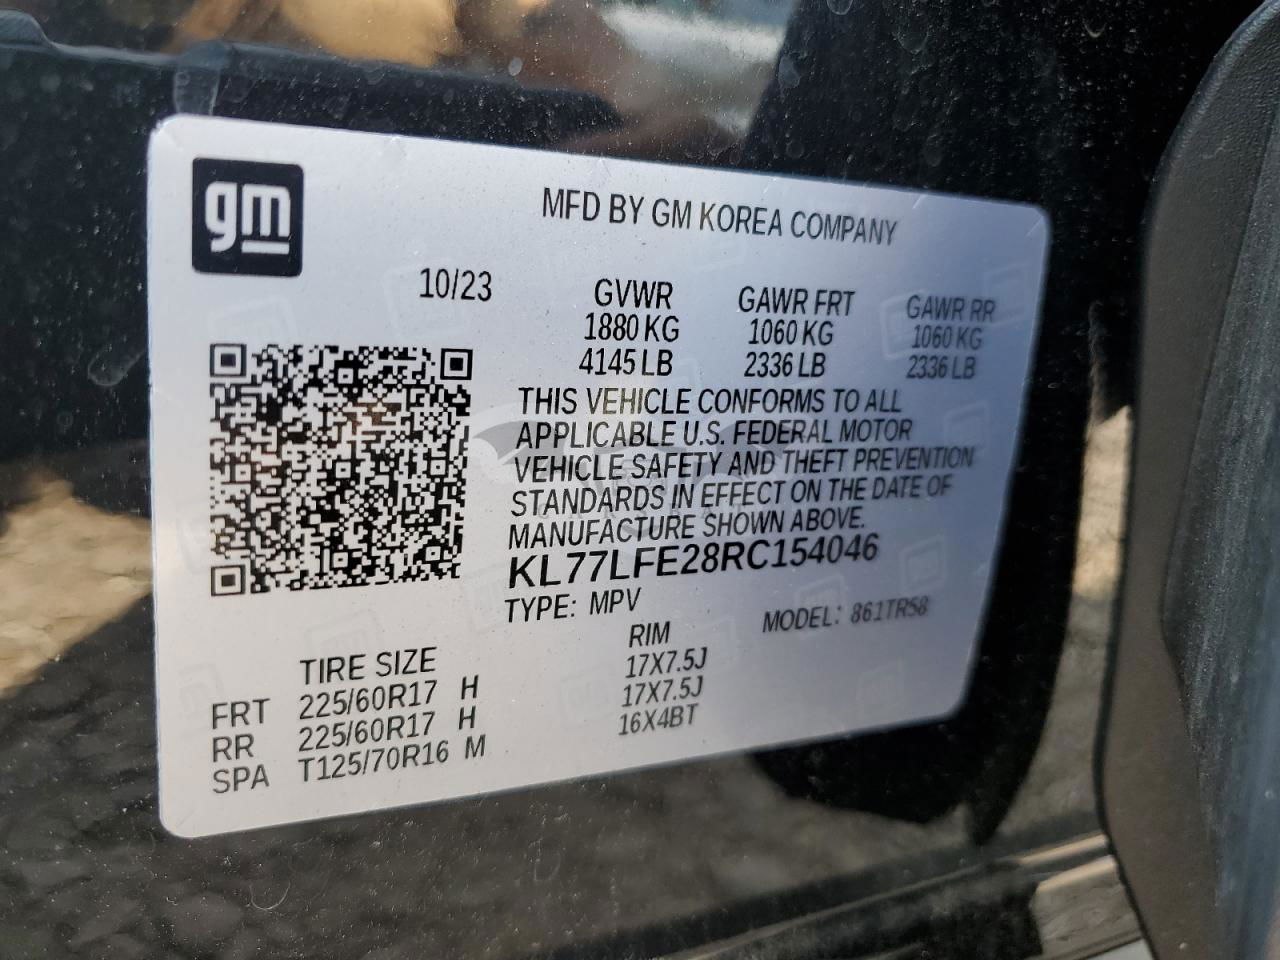 gm
MFD BY GM KOREA COMPANY
10/23
GVWR GAWR FRT GAWR RR
1880 KG 1060 KG 1060 KG
4145 LB 2336 LB 2336 LB
THIS VEHICLE CONFORMS TO ALL
APPLICABLE U.S. FEDERAL MOTOR
VEHICLE SAFETY AND THEFT PREVENTION
STANDARDS IN EFFECT ON THE DATE OF
MANUFACTURE SHOWN ABOVE.
KL77LFE28RC154046
TYPE: MPV MODEL: 861TR58
TIRE SIZE RIM
FRT 225/60R17 H 17X7.5J
RR 225/60R17 H 17X7.5J
SPA T125/70R16 M 16X4BT